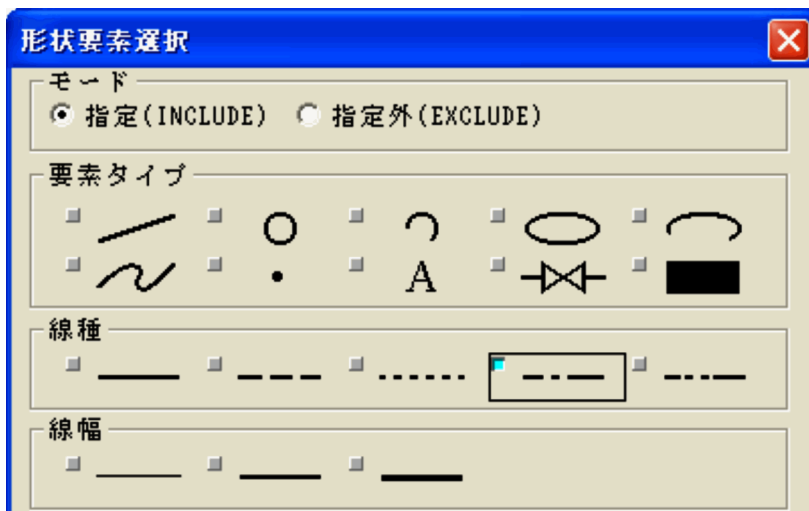 形状要素選択
モード
指定(INCLUDE) 指定外(EXCLUDE)
要素タイプ
A
線種
線幅